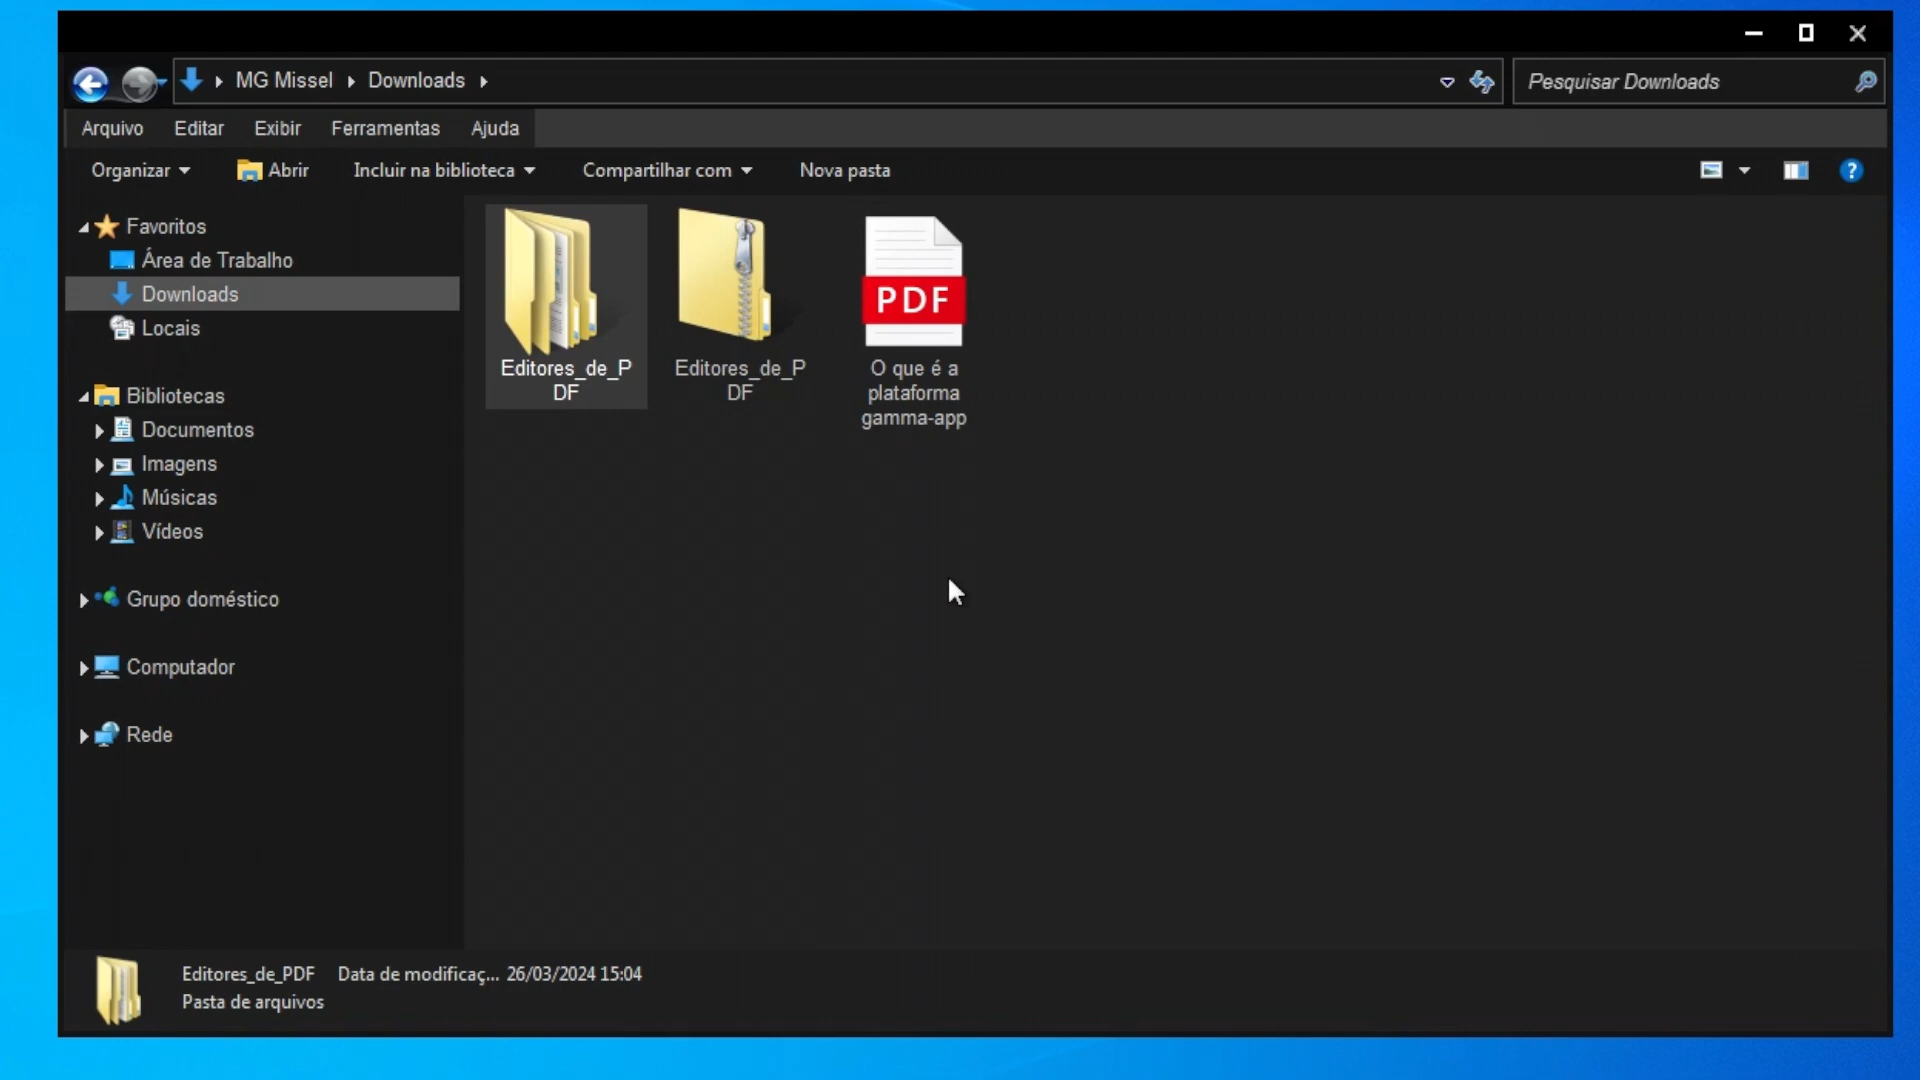 MG Missel Downloads Pesquisar Downloads
Arquivo Editar Exibir Ferramentas Ajuda
Organizar Abrir Incluir na biblioteca Compartilhar com Nova pasta ?
Favoritos
Área de Trabalho
Downloads
Locais
Bibliotecas
Documentos
Imagens
Músicas
Vídeos
Grupo doméstico
Computador
Rede
Editores_de_P
DF
Editores_de_P
DF
PDF
O que é a
plataforma
gamma-app
Editores_de_PDF Data de modificaç... 26/03/2024 15:04
Pasta de arquivos